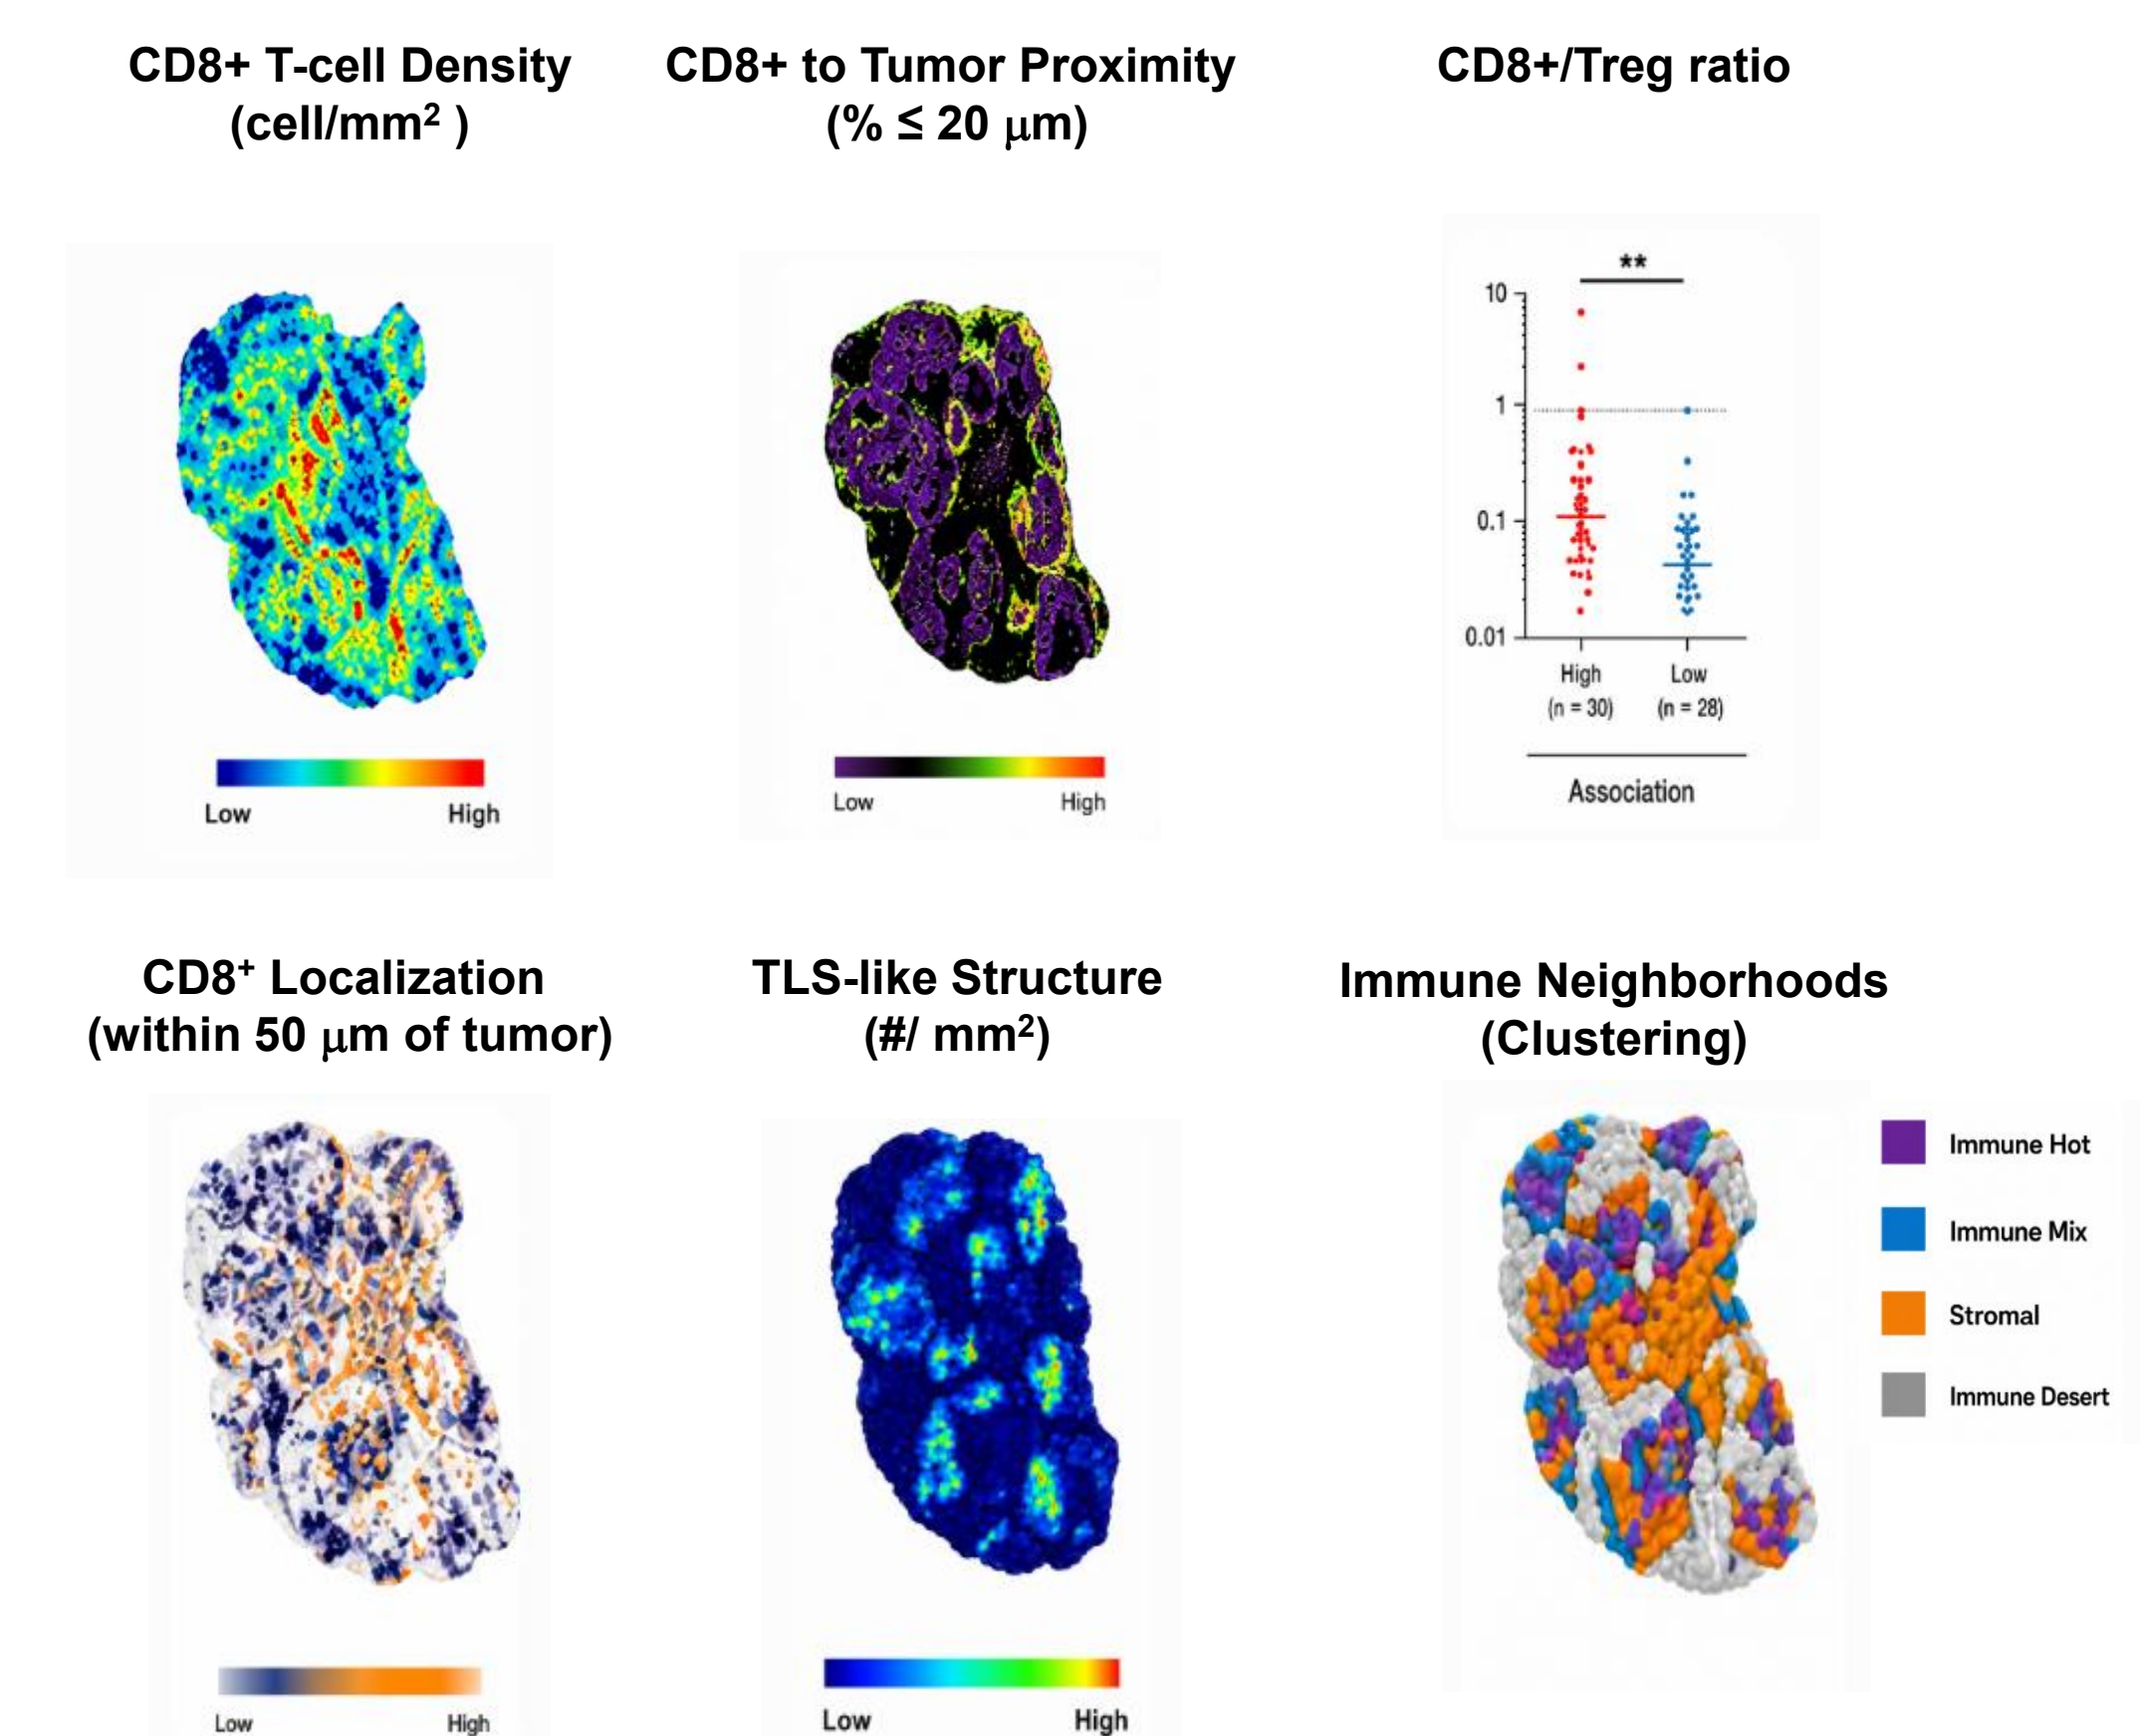 CD8+ T-cell Density
(cell/mm² )
CD8+ to Tumor Proximity
(% ≤ 20 μm)
CD8+/Treg ratio
Low
High
Low
High
**
10
1
0.1
0.01
High
Low
(n = 30)
(n = 28)
Association
CD8⁺ Localization
(within 50 μm of tumor)
TLS-like Structure
(#/ mm²)
Immune Neighborhoods
(Clustering)
Low
High
Low
High
Immune Hot
Immune Mix
Stromal
Immune Desert